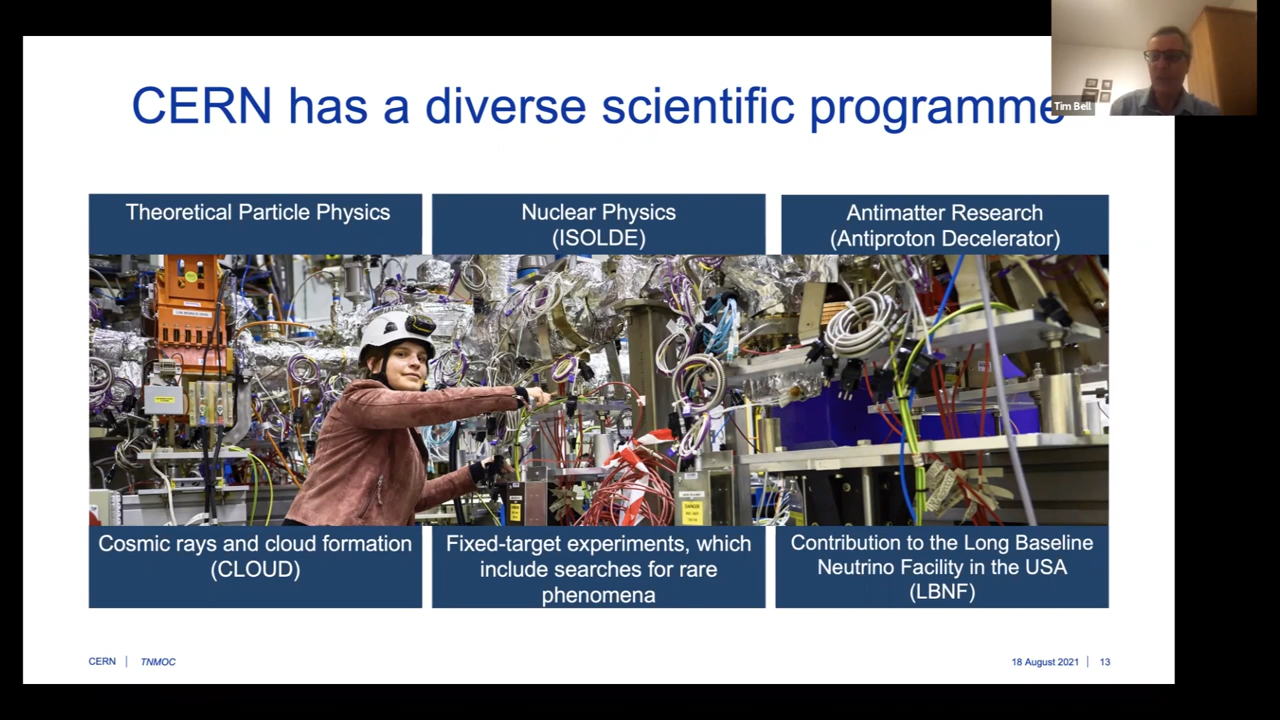 CERN has a diverse scientific programme
Tim Bell
Theoretical Particle Physics
Nuclear Physics
(ISOLDE)
Antimatter Research
(Antiproton Decelerator)
Cosmic rays and cloud formation
(CLOUD)
Fixed-target experiments, which
include searches for rare
phenomena
Contribution to the Long Baseline
Neutrino Facility in the USA
(LBNF)
CERN
TNMOC
18 August 2021
13